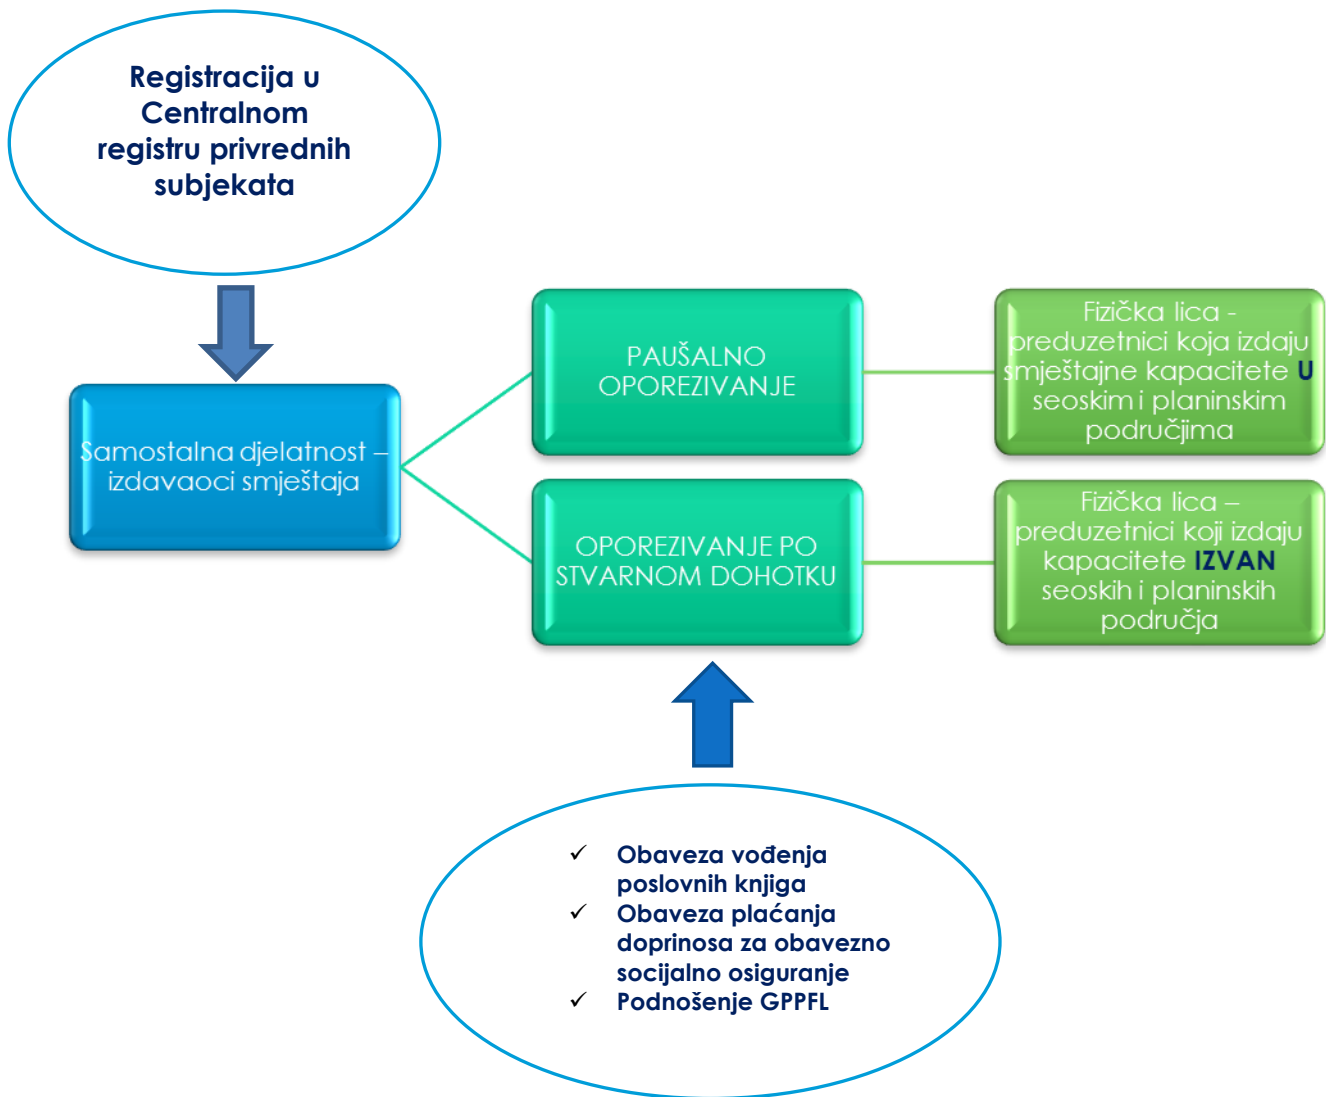 Registracija u
Centralnom
registru privrednih
subjekata
Samostalna djelatnost –
izdavaoci smještaja
PAUŠALNO
OPOREZIVANJE
Fizička lica -
preduzetnici koja izdaju
smještajne kapacitete U
seoskim i planinskim
područjima
OPOREZIVANJE PO
STVARNOM DOHOTKU
Fizička lica –
preduzetnici koji izdaju
kapacitete IZVAN
seoskih i planinskih
područja
✓ Obaveza vođenja
poslovnih knjiga
✓ Obaveza plaćanja
doprinosa za obavezno
socijalno osiguranje
✓ Podnošenje GPPFL